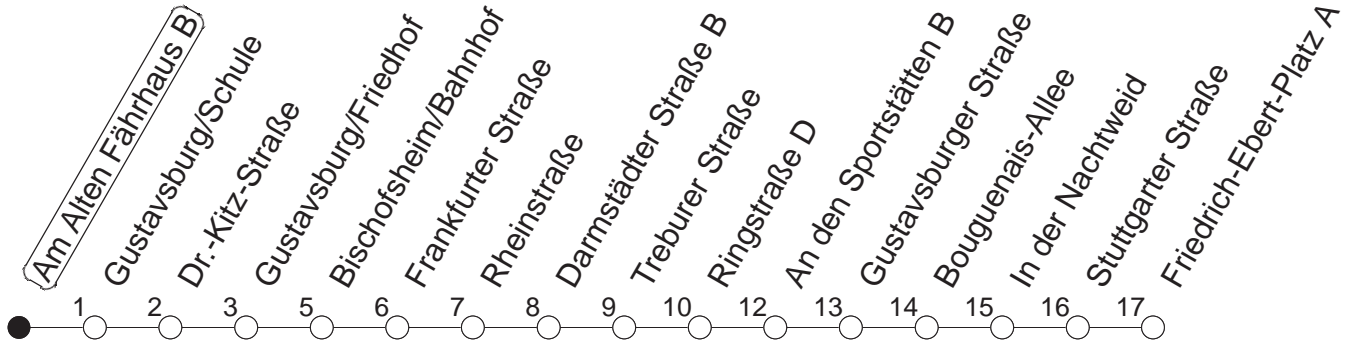 Am Alten Fährhaus B
Gustavsburg/Schule
Dr.-Kitz-Straße
Gustavsburg/Friedhof
Bischofsheim/Bahnhof
Frankfurter Straße
Rheinstraße
Darmstädter Straße B
Treburer Straße
Ringstraße D
An den Sportstätten B
Gustavsburger Straße
Bouguenais-Allee
In der Nachtweid
Stuttgarter Straße
Friedrich-Ebert-Platz A
1 2 3 5 6 7 8 9 10 12 13 14 15 16 17